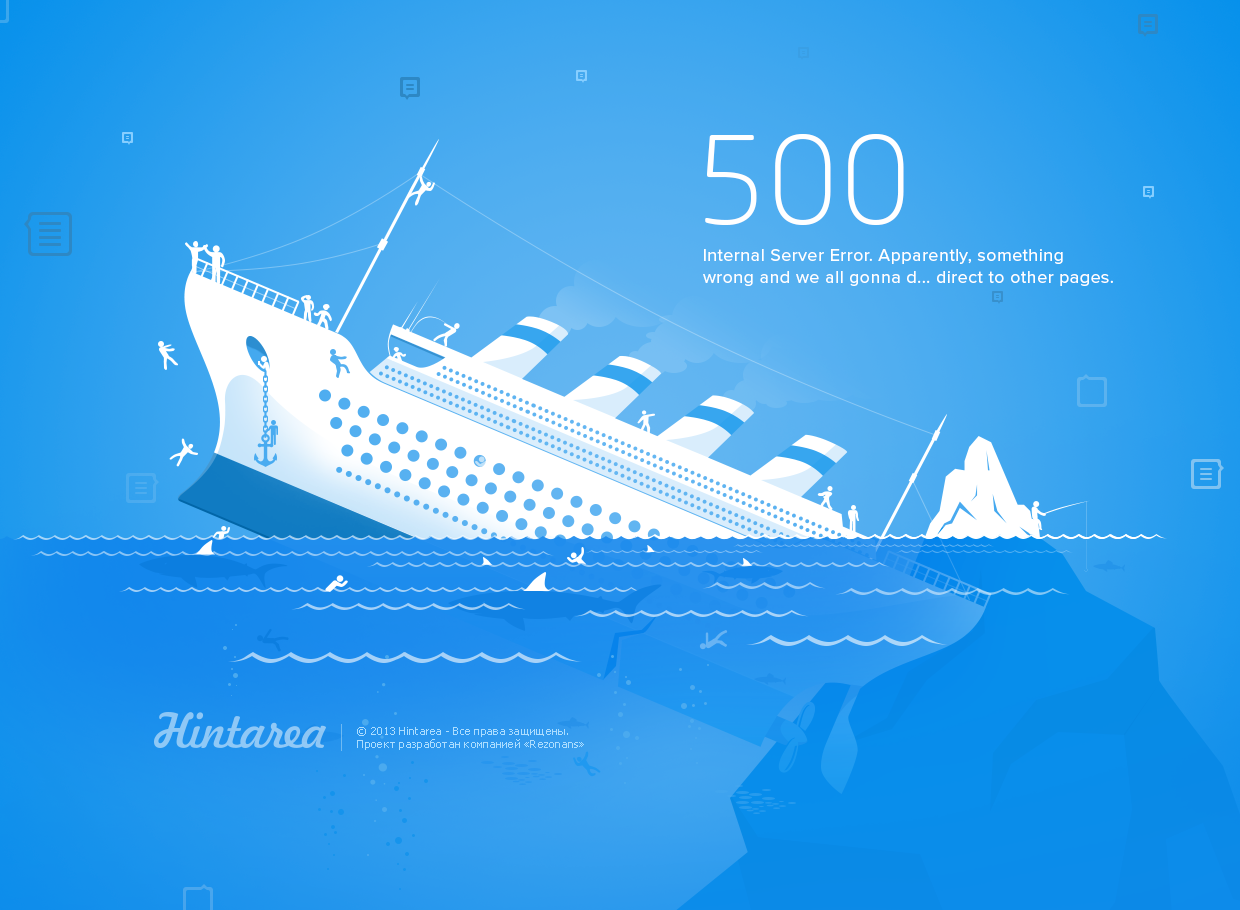 500
Internal Server Error. Apparently, something
wrong and we all gonna d... direct to other pages.
Hintarea
© 2013 Hintarea - Все права защищены.
Проект разработан компанией «Rezonans»